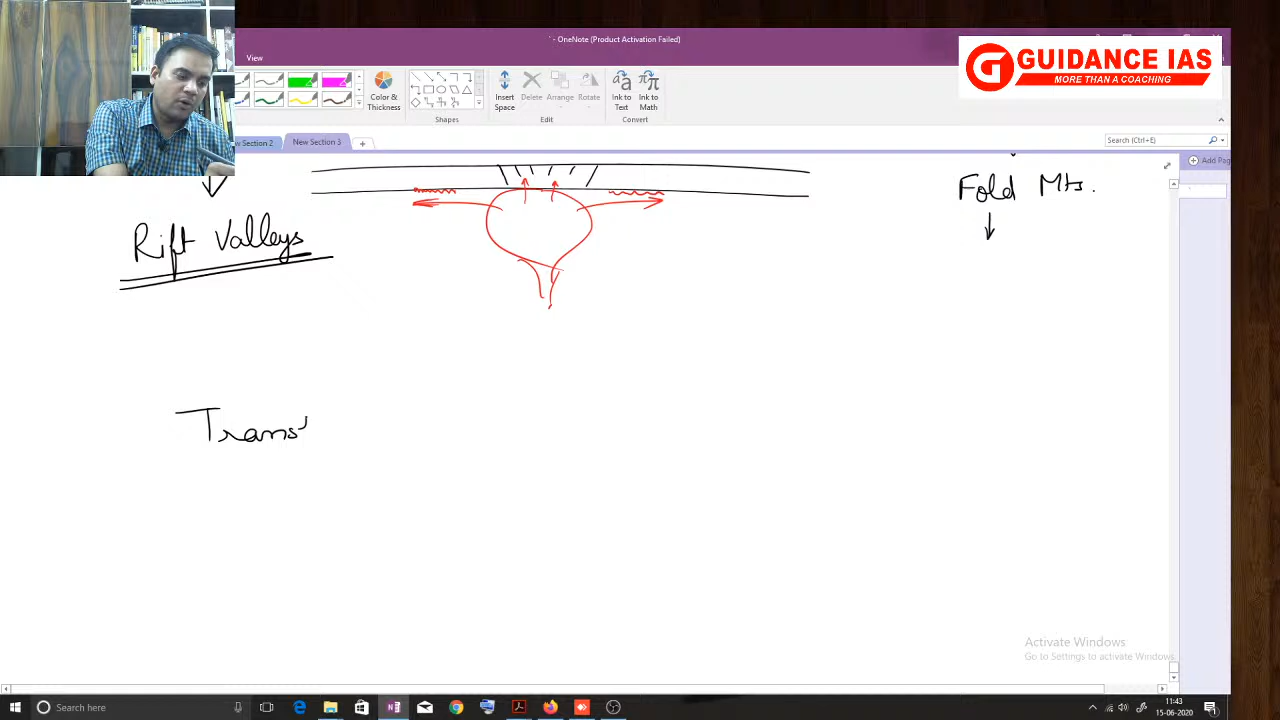 - OneNote (Product Activation Failed)
GUIDANCE IAS
MORE THAN A COACHING
View
Color &
Thickness
Insert
Space
Delete
Arrange
Rotate
Ink to
Text
Ink to
Math
Shapes
Edit
Convert
Section 2
New Section 3
Search (Ctrl+E)
Add Pag
Fold Mts.
Rift Valleys
Trans
Activate Windows
Go to Settings to activate Windows
Search here
11:43
15-06-2020